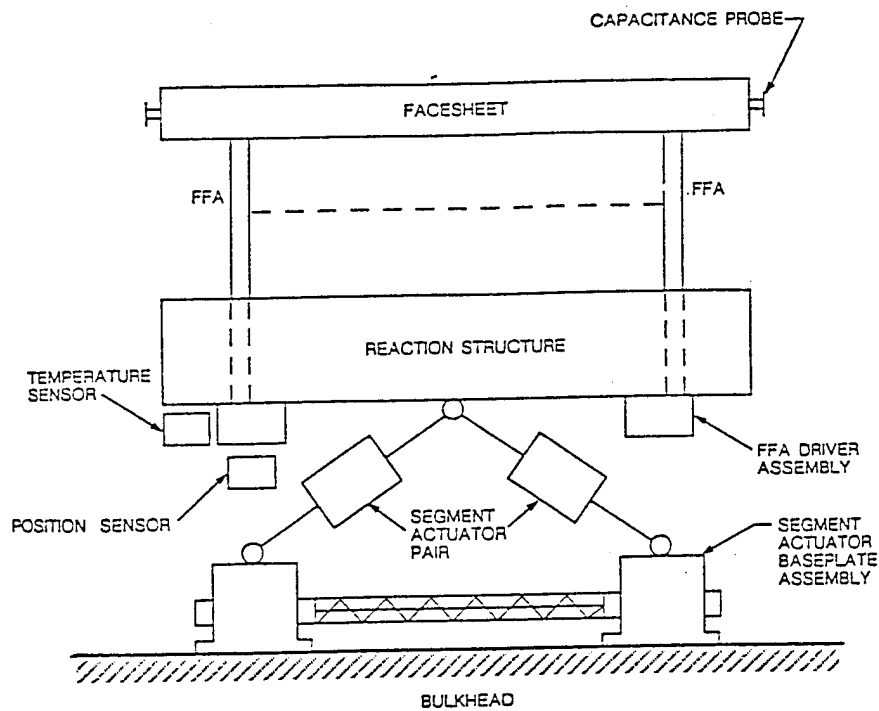 CAPACITANCE PROBE
FACESHEET
FFA
FFA
REACTION STRUCTURE
TEMPERATURE
SENSOR
FFA DRIVER
ASSEMBLY
POSITION SENSOR
SEGMENT
ACTUATOR
PAIR
SEGMENT
ACTUATOR
BASEPLATE
ASSEMBLY
BULKHEAD